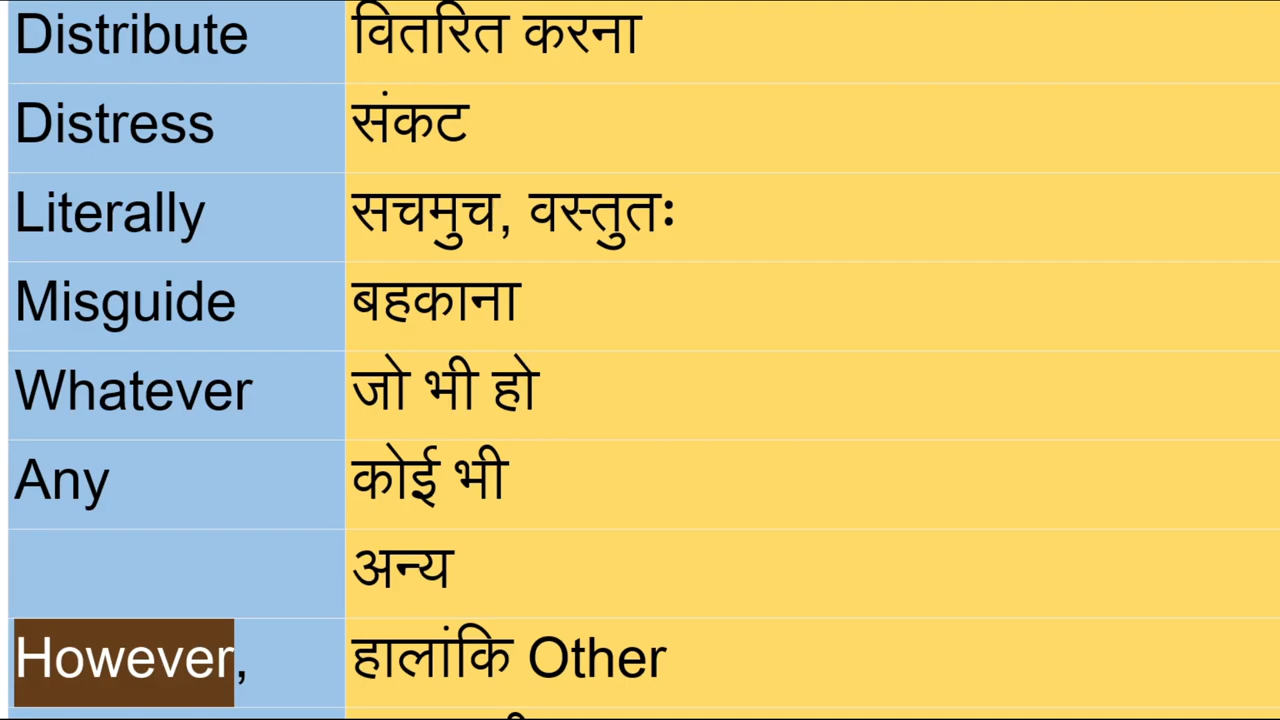 Distribute वितरित करना
Distress संकट
Literally सचमुच, वस्तुतः
Misguide बहकाना
Whatever जो भी हो
Any कोई भी
अन्य
However, हालांकि Other